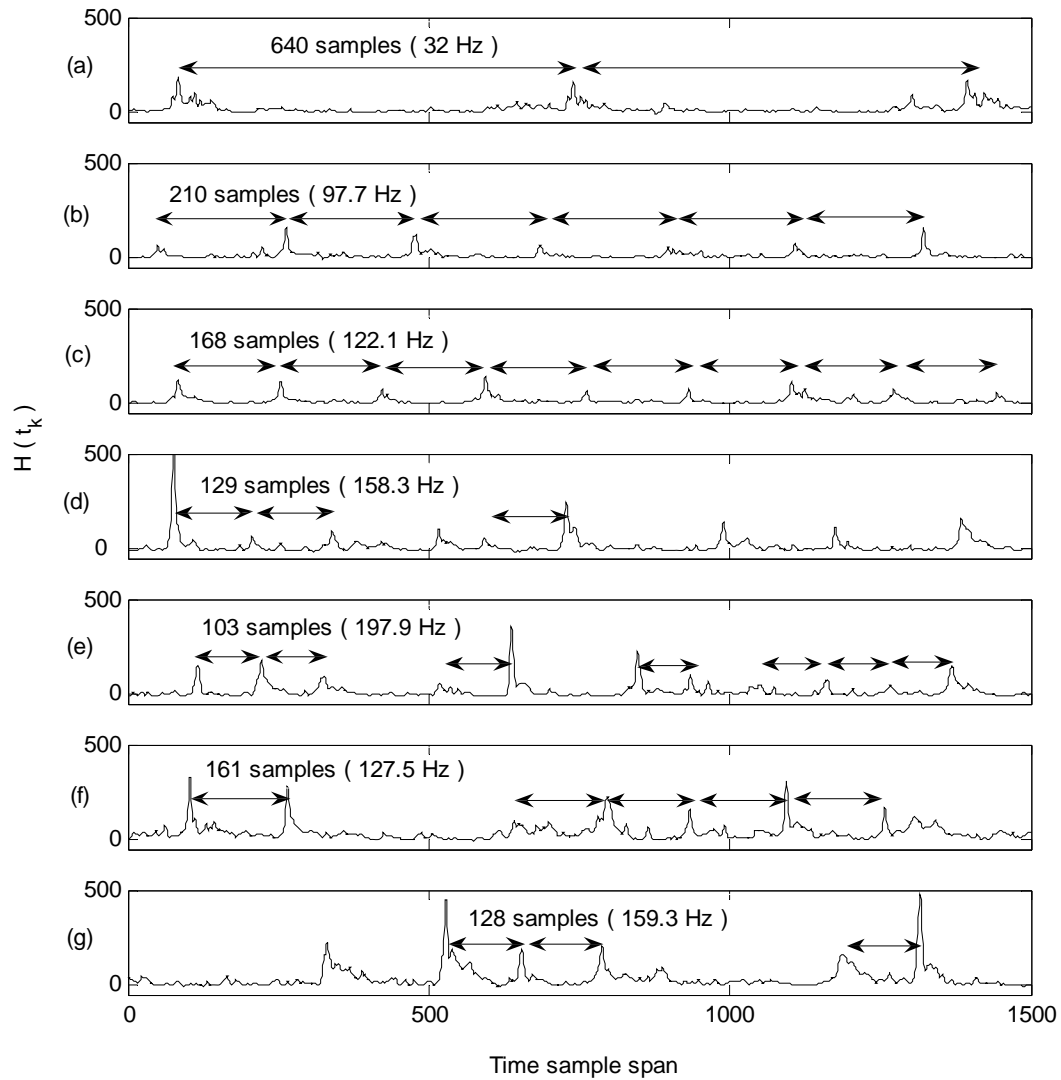 500
640 samples ( 32 Hz )
(a)
0
500
210 samples ( 97.7 Hz )
(b)
0
500
168 samples ( 122.1 Hz )
(c)
0
H ( t_k )
500
129 samples ( 158.3 Hz )
(d)
0
500
103 samples ( 197.9 Hz )
(e)
0
500
161 samples ( 127.5 Hz )
(f)
0
500
128 samples ( 159.3 Hz )
(g)
0
0 500 1000 1500
Time sample span